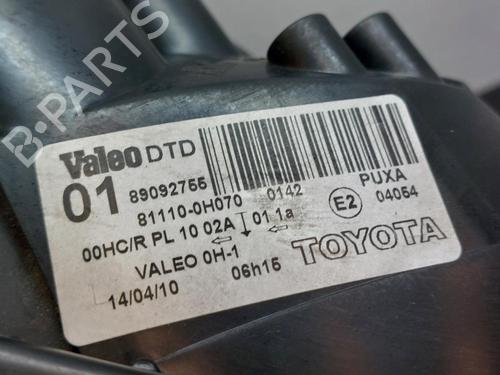 B-PARTS
Valeo DTD
01 89092755 0142 PUXA
81110-0H070 04054
00HC/R PL 10 02A 01 1a E2
VALEO 0H-1 TOYOTA
14/04/10 06h15